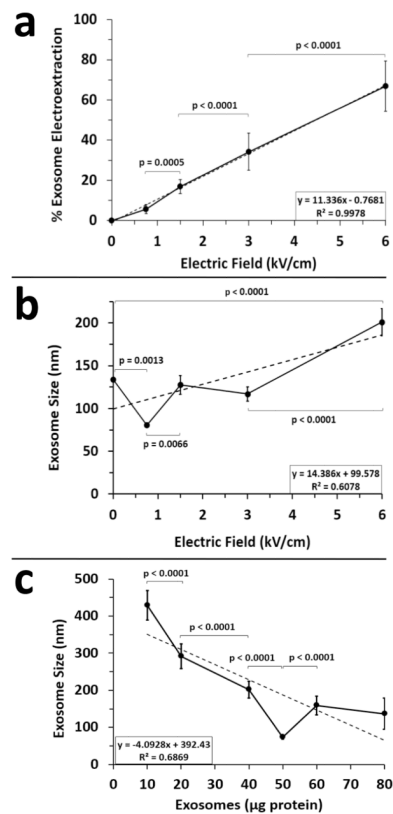 a
p < 0.0001
p < 0.0001
p = 0.0005
% Exosome Electroextraction
100
80
60
40
20
0
y = 11.336x - 0.7681
R² = 0.9978
0 1 2 3 4 5 6
Electric Field (kV/cm)
b
p < 0.0001
p = 0.0013
p = 0.0066
p < 0.0001
Exosome Size (nm)
200
150
100
50
0
y = 14.386x + 99.578
R² = 0.6078
0 1 2 3 4 5 6
Electric Field (kV/cm)
c
p < 0.0001
p < 0.0001
p < 0.0001 p < 0.0001
Exosome Size (nm)
500
400
300
200
100
0
y = -4.0928x + 392.43
R² = 0.6869
0 10 20 30 40 50 60 70 80
Exosomes (µg protein)